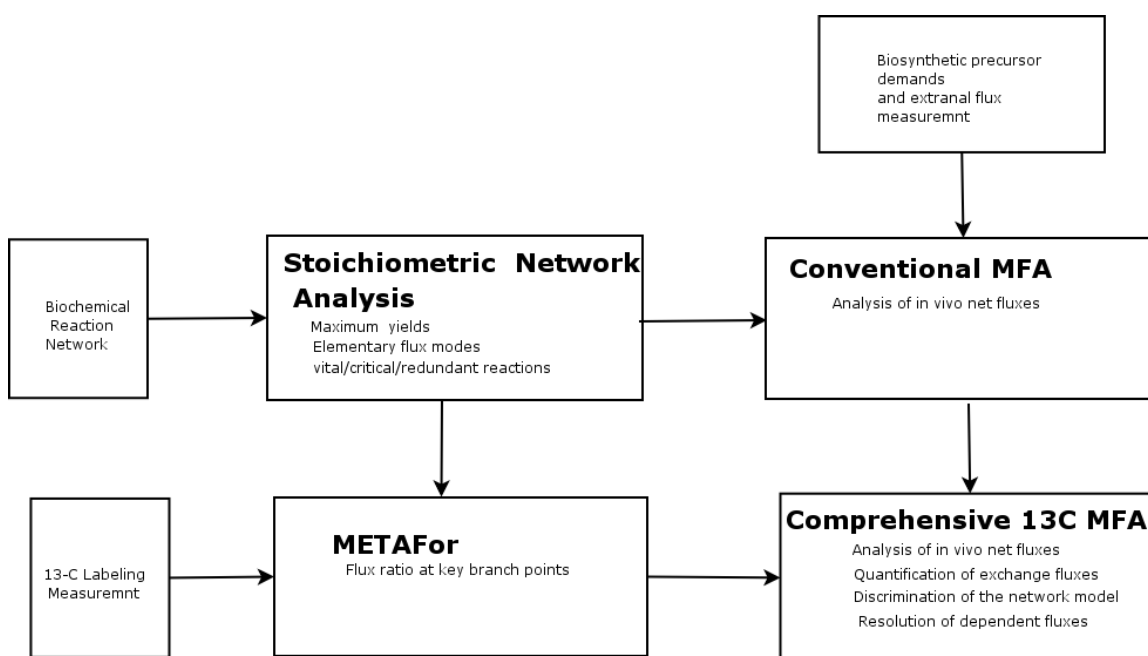 Biosynthetic precursor
demands
and extranal flux
measuremnt
Biochemical
Reaction
Network
Stoichiometric Network
Analysis
Maximum yields
Elementary flux modes
vital/critical/redundant reactions
Conventional MFA
Analysis of in vivo net fluxes
13-C Labeling
Measuremnt
METAFor
Flux ratio at key branch points
Comprehensive 13C MFA
Analysis of in vivo net fluxes
Quantification of exchange fluxes
Discrimination of the network model
Resolution of dependent fluxes